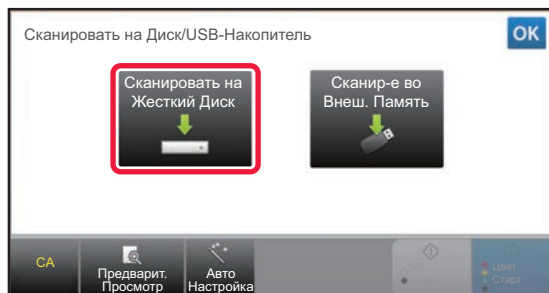 Сканировать на Диск/USB-Накопитель
OK
Сканировать на
Жесткий Диск
Сканир-е во
Внеш. Память
CA
Предварит.
Просмотр
Авто
Настройка
Ч/Б
Старт
Цвет
Старт